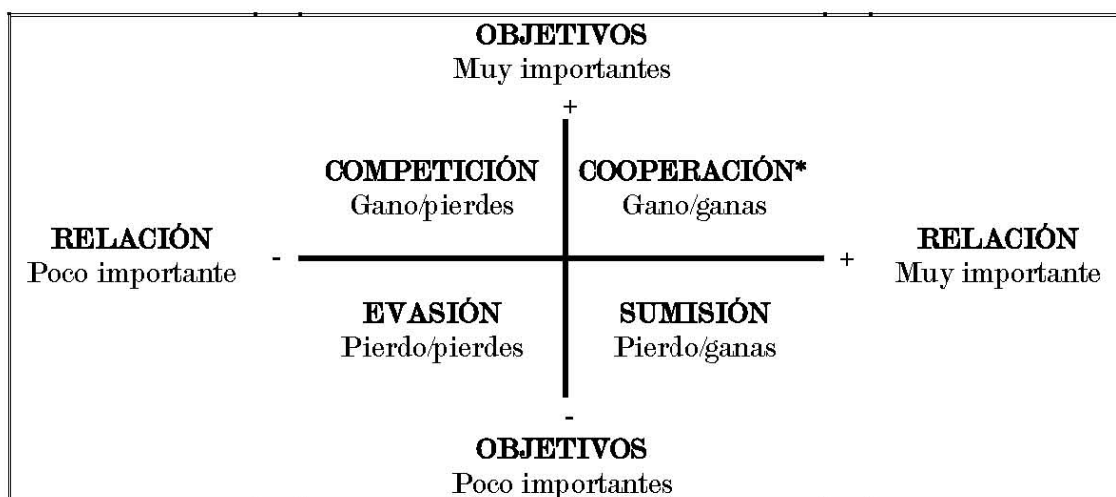 OBJETIVOS
Muy importantes
+
COMPETICIÓN
Gano/pierdes
COOPERACIÓN*
Gano/ganas
RELACIÓN
Poco importante
-
+
RELACIÓN
Muy importante
EVASIÓN
Pierdo/pierdes
SUMISIÓN
Pierdo/ganas
-
OBJETIVOS
Poco importantes